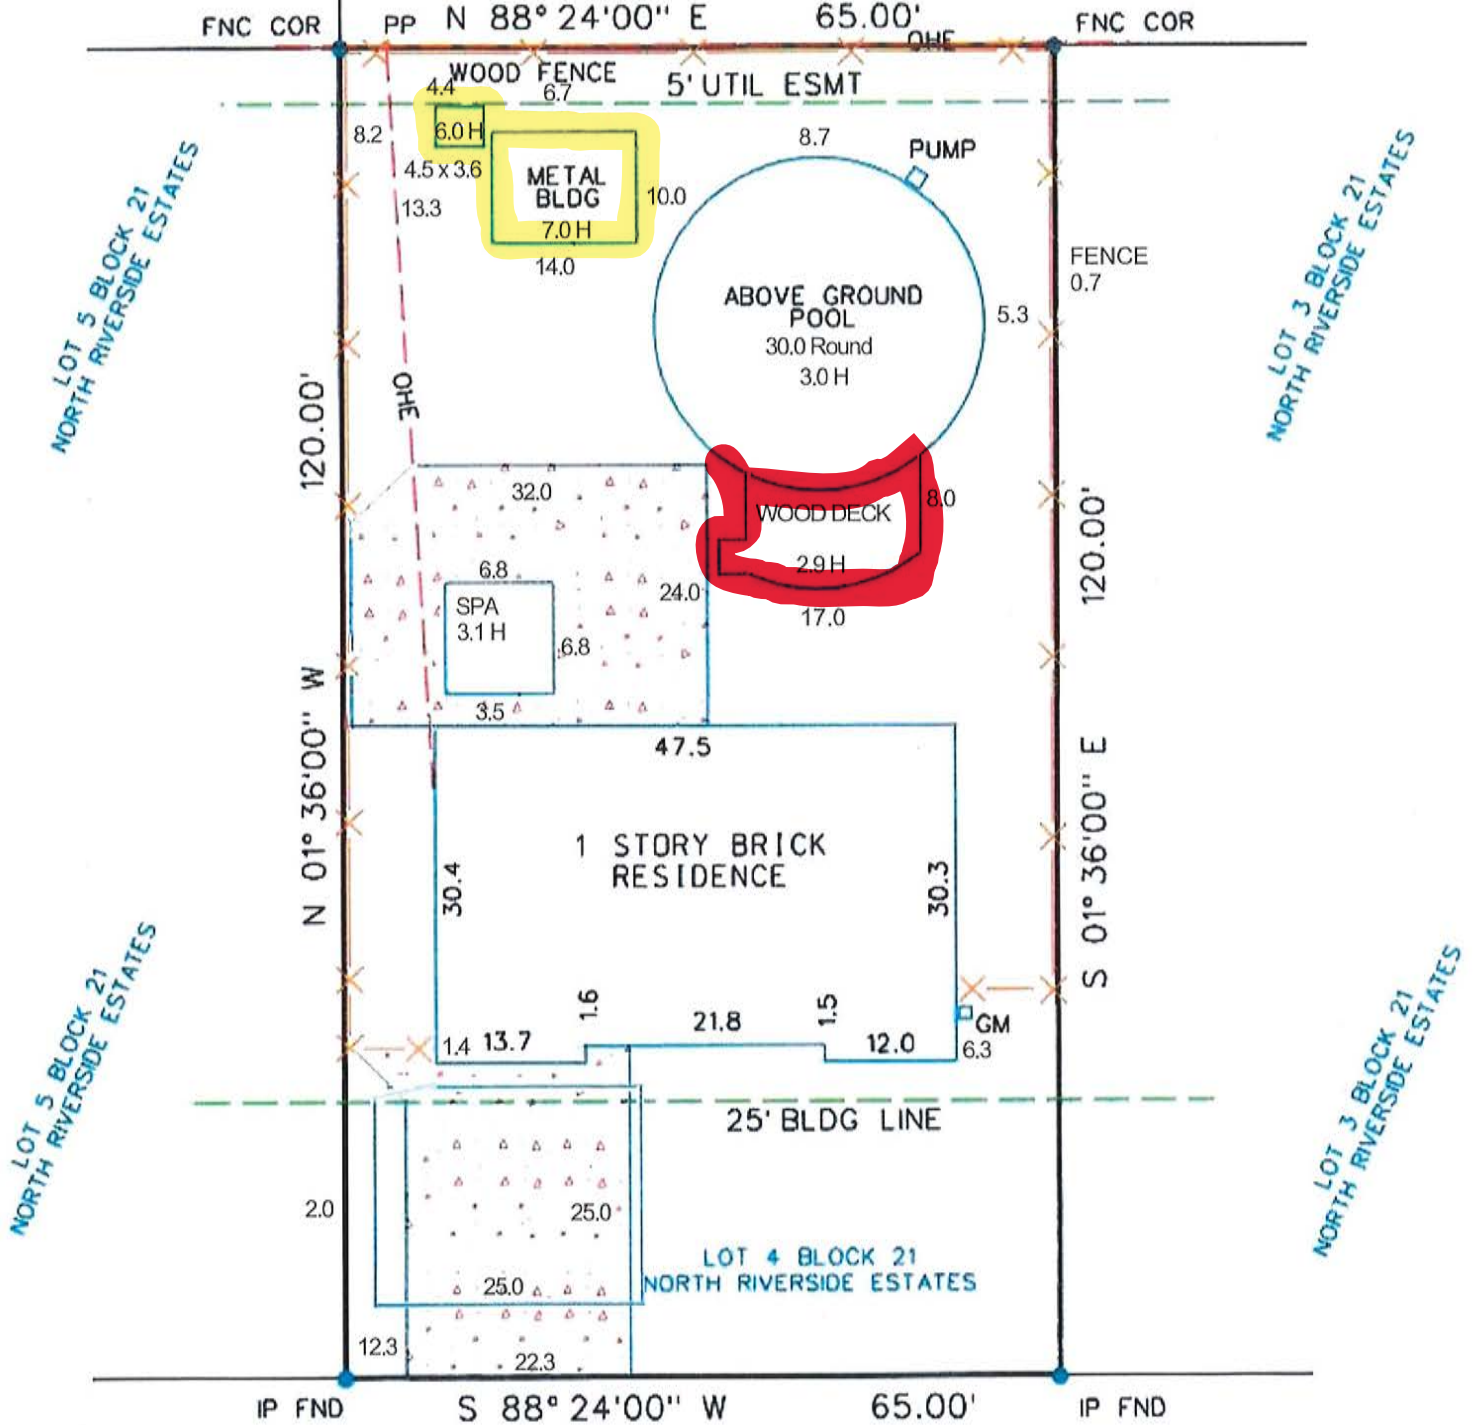 FNC COR
PP
N 88° 24'00" E
65.00'
FNC COR
OHE
WOOD FENCE
5' UTIL ESMT
4.4
6.7
8.2
6.0 H
8.7
PUMP
4.5 x 3.6
METAL
BLDG
10.0
13.3
7.0 H
14.0
FENCE
0.7
LOT 5 BLOCK 21
NORTH RIVERSIDE ESTATES
LOT 3 BLOCK 21
NORTH RIVERSIDE ESTATES
ABOVE GROUND
POOL
30.0 Round
3.0 H
5.3
OHE
120.00'
32.0
WOOD DECK
8.0
2.9 H
17.0
120.00'
6.8
SPA
3.1 H
6.8
24.0
3.5
47.5
N 01° 36'00" W
S 01° 36'00" E
1 STORY BRICK
RESIDENCE
30.4
30.3
1.6
21.8
1.5
1.4
13.7
12.0
GM
6.3
25' BLDG LINE
LOT 5 BLOCK 21
NORTH RIVERSIDE ESTATES
LOT 3 BLOCK 21
NORTH RIVERSIDE ESTATES
2.0
25.0
25.0
LOT 4 BLOCK 21
NORTH RIVERSIDE ESTATES
12.3
22.3
IP FND
S 88° 24'00" W
65.00'
IP FND